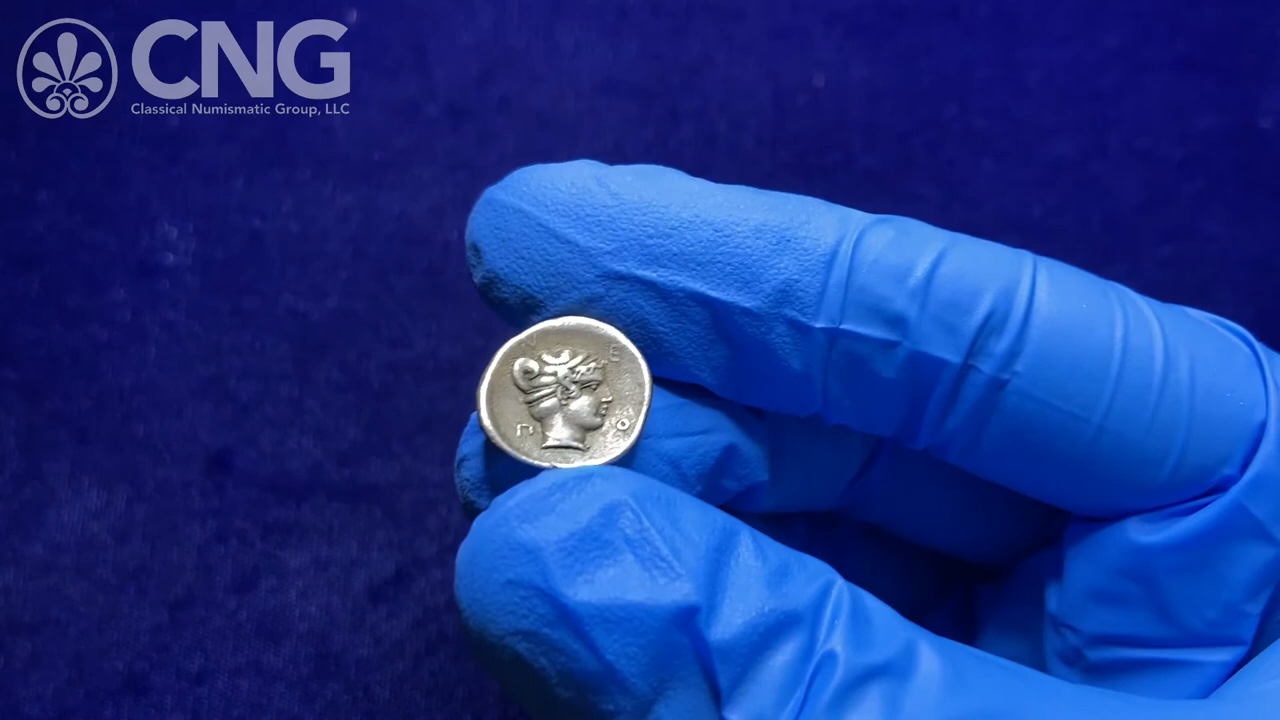 CNG
Classical Numismatic Group, LLC
Ν Ε
Π Ο